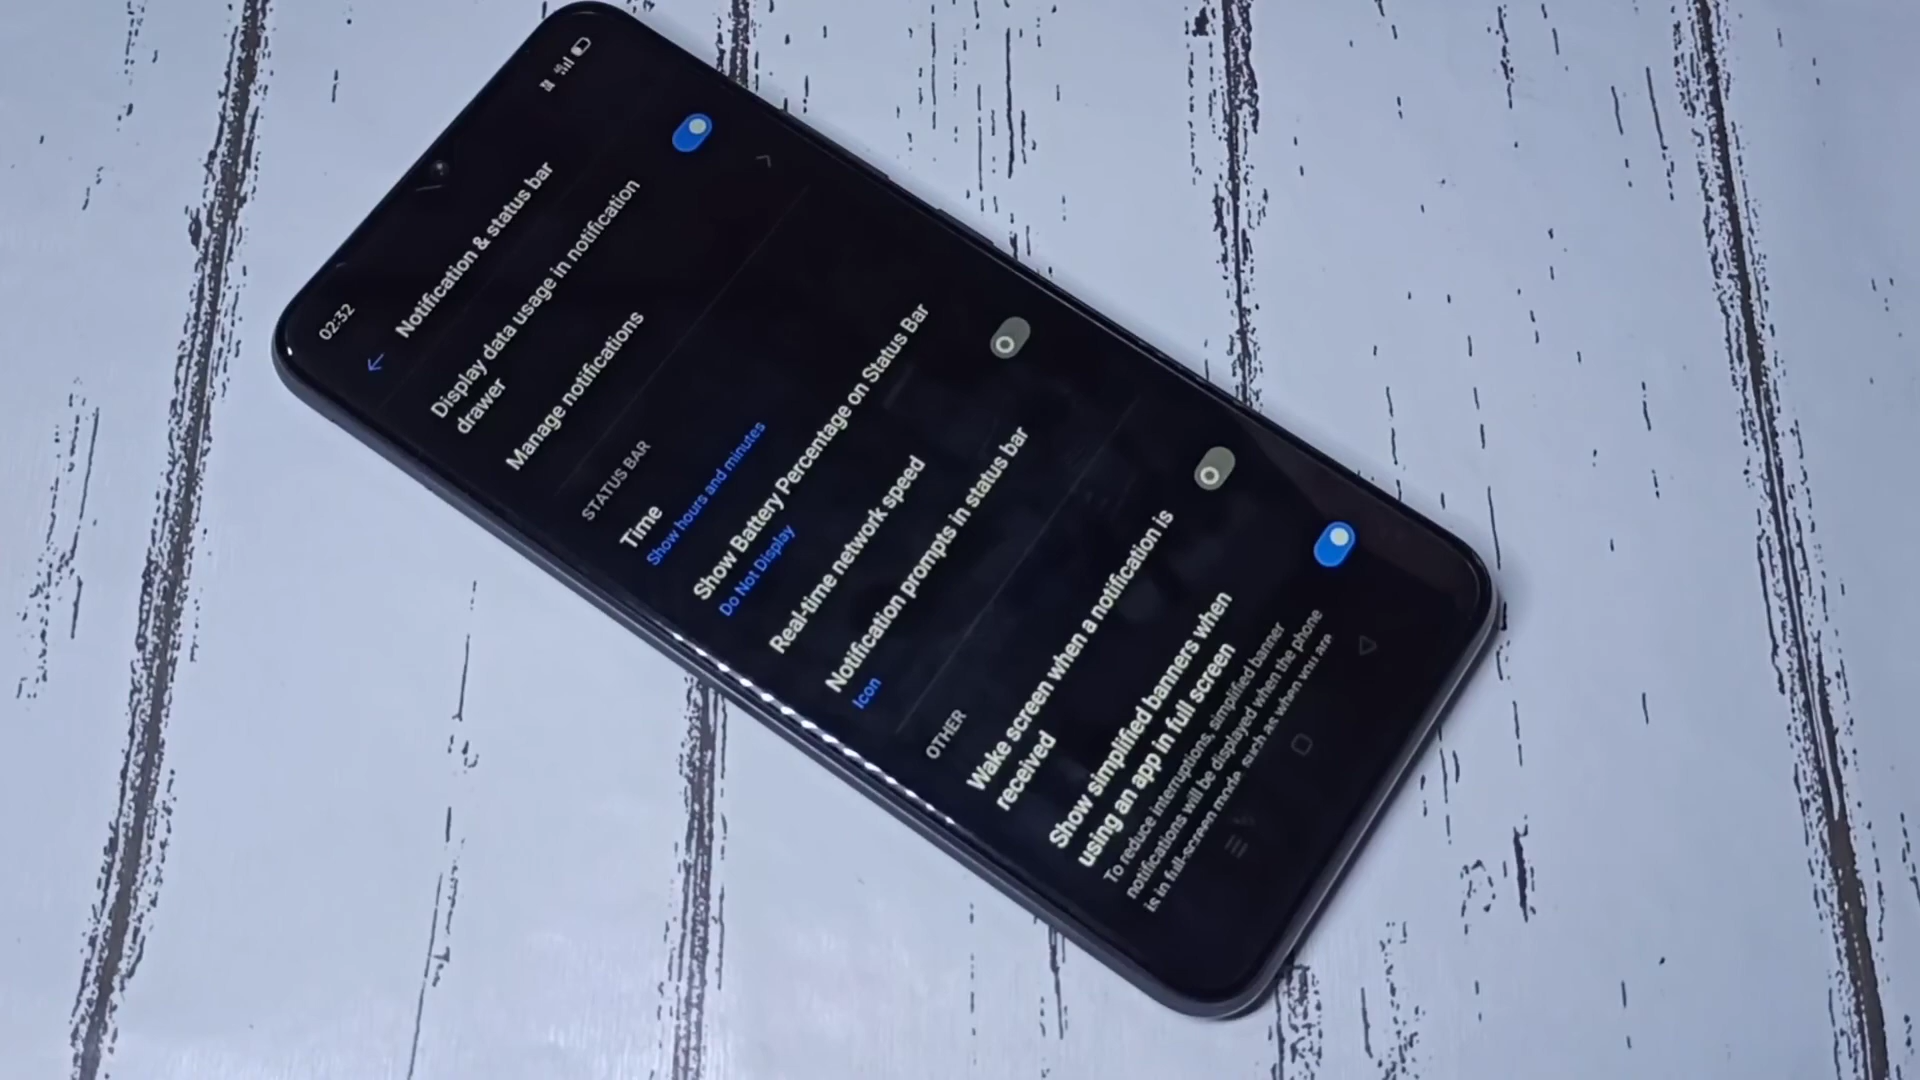 02:32
Notification & status bar
Display data usage in notification
drawer
Manage notifications
STATUS BAR
Time
Show hours and minutes
Show Battery Percentage on Status Bar
Do Not Display
Real-time network speed
Notification prompts in status bar
Icon
OTHER
Wake screen when a notification is
received
Show simplified banners when
using an app in full screen
To reduce interruptions, simplified banner
notifications will be displayed when the phone
is in full-screen mode, such as when you are